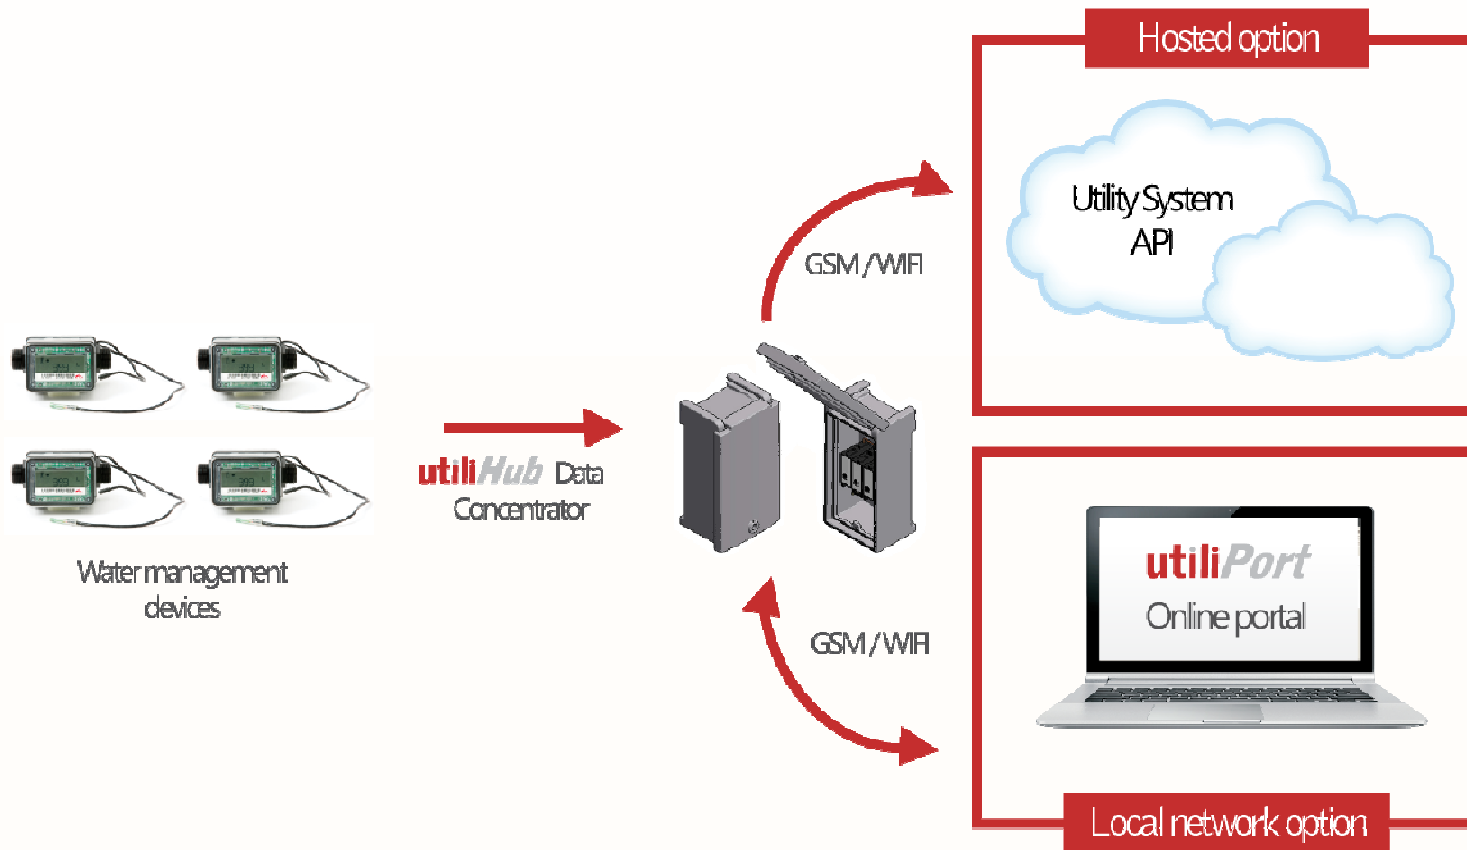 Hosted option
Utility System
API
GSM / WIFI
utiliHub Data
Concentrator
Water management
devices
utiliPort
Online portal
GSM / WIFI
Local network option